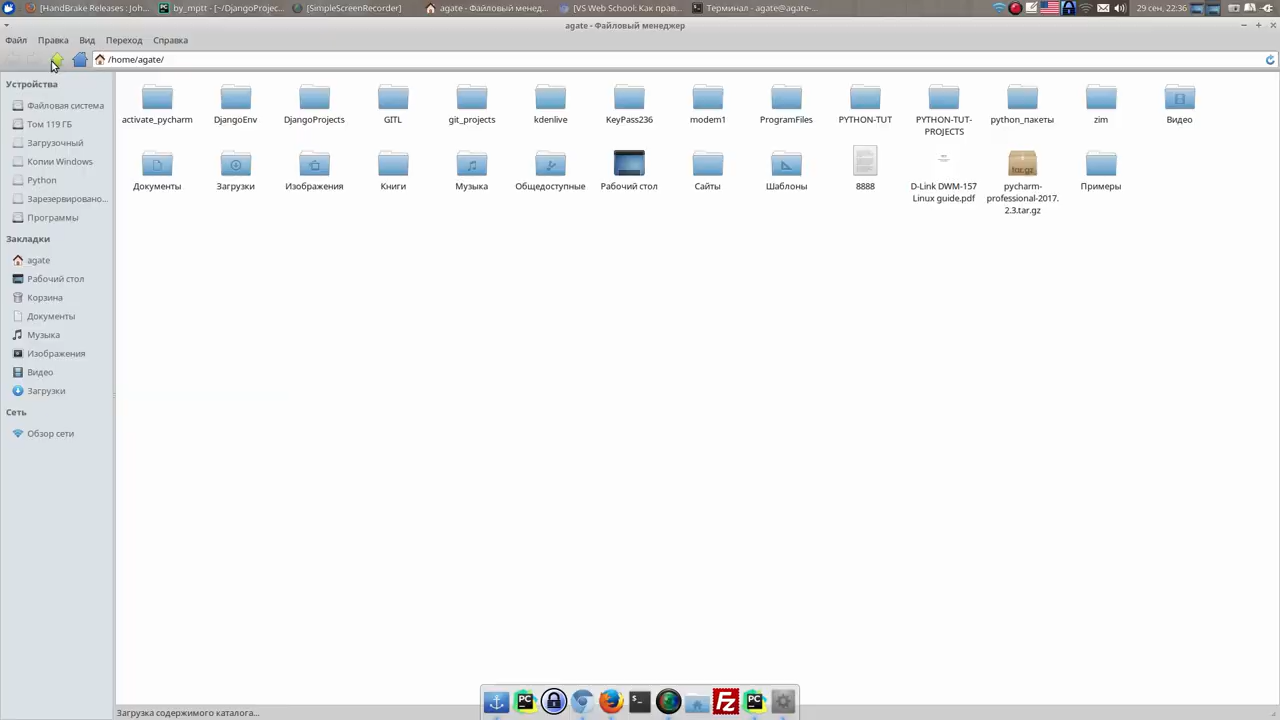 [HandBrake Releases : Joh...
by_mptt - [~/DjangoProjec...
[SimpleScreenRecorder]
agate - Файловый менед...
[VS Web School: Как прав...
Терминал - agate@agate-...
29 сен, 22:36
agate - Файловый менеджер
Файл
Правка
Вид
Переход
Справка
/home/agate/
Устройства
Файловая система
Том 119 ГБ
Загрузочный
Копии Windows
Python
Зарезервировано...
Программы
Закладки
agate
Рабочий стол
Корзина
Документы
Музыка
Изображения
Видео
Загрузки
Сеть
Обзор сети
activate_pycharm
DjangoEnv
DjangoProjects
GITL
git_projects
kdenlive
KeyPass236
modem1
ProgramFiles
PYTHON-TUT
PYTHON-TUT-
PROJECTS
python_пакеты
zim
Видео
Документы
Загрузки
Изображения
Книги
Музыка
Общедоступные
Рабочий стол
Сайты
Шаблоны
8888
D-Link DWM-157
Linux guide.pdf
tar.gz
pycharm-
professional-2017.
2.3.tar.gz
Примеры
PC
$_
FZ
PC
Загрузка содержимого каталога...